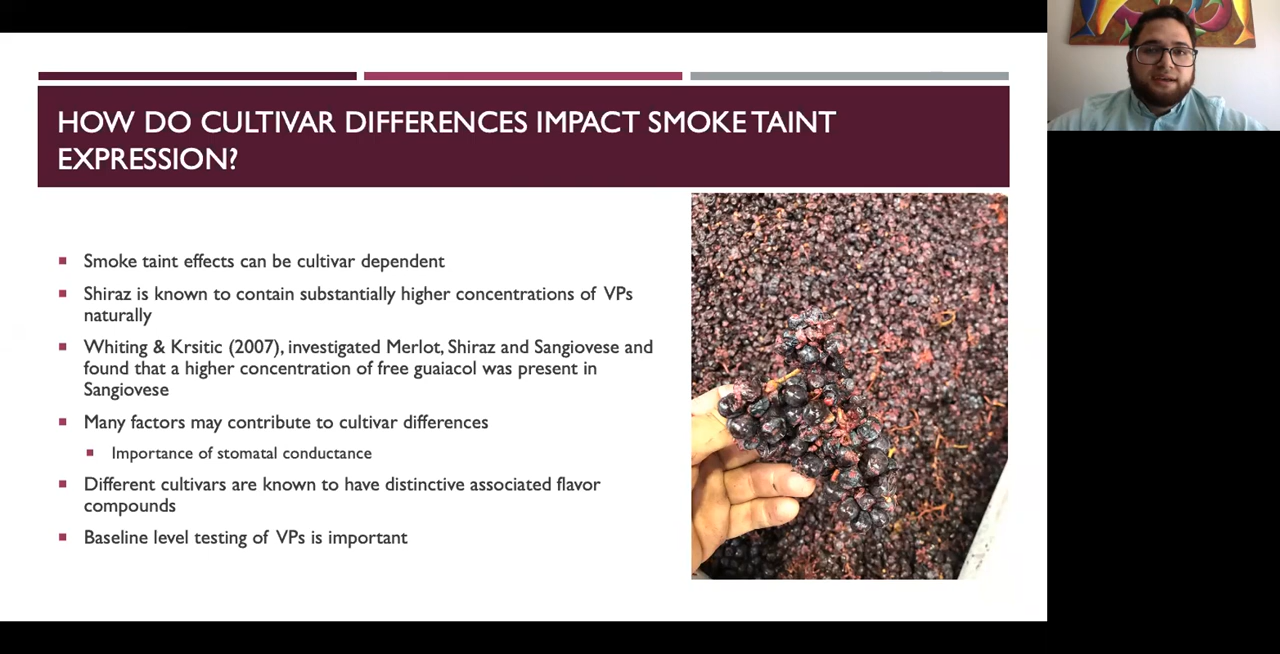 HOW DO CULTIVAR DIFFERENCES IMPACT SMOKE TAINT
EXPRESSION?
Smoke taint effects can be cultivar dependent
Shiraz is known to contain substantially higher concentrations of VPs
naturally
Whiting & Krsitic (2007), investigated Merlot, Shiraz and Sangiovese and
found that a higher concentration of free guaiacol was present in
Sangiovese
Many factors may contribute to cultivar differences
Importance of stomatal conductance
Different cultivars are known to have distinctive associated flavor
compounds
Baseline level testing of VPs is important